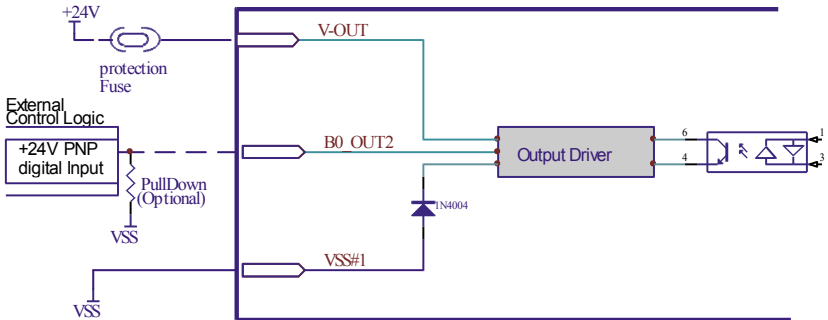 +24V
V-OUT
protection
Fuse
External
Control Logic
+24V PNP
digital Input
B0_OUT2
Output Driver
6
1
4
3
PullDown
(Optional)
1N4004
VSS
VSS#1
VSS